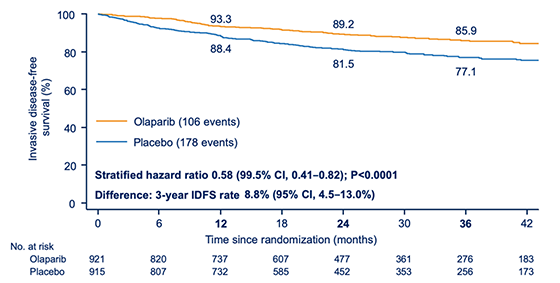 Invasive disease-free
survival (%)
100
80
60
40
20
0
93.3
89.2
85.9
88.4
81.5
77.1
Olaparib (106 events)
Placebo (178 events)
Stratified hazard ratio 0.58 (99.5% CI, 0.41–0.82); P<0.0001
Difference: 3-year IDFS rate 8.8% (95% CI, 4.5–13.0%)
0 6 12 18 24 30 36 42
Time since randomization (months)
No. at risk
Olaparib 921 820 737 607 477 361 276 183
Placebo 915 807 732 585 452 353 256 173